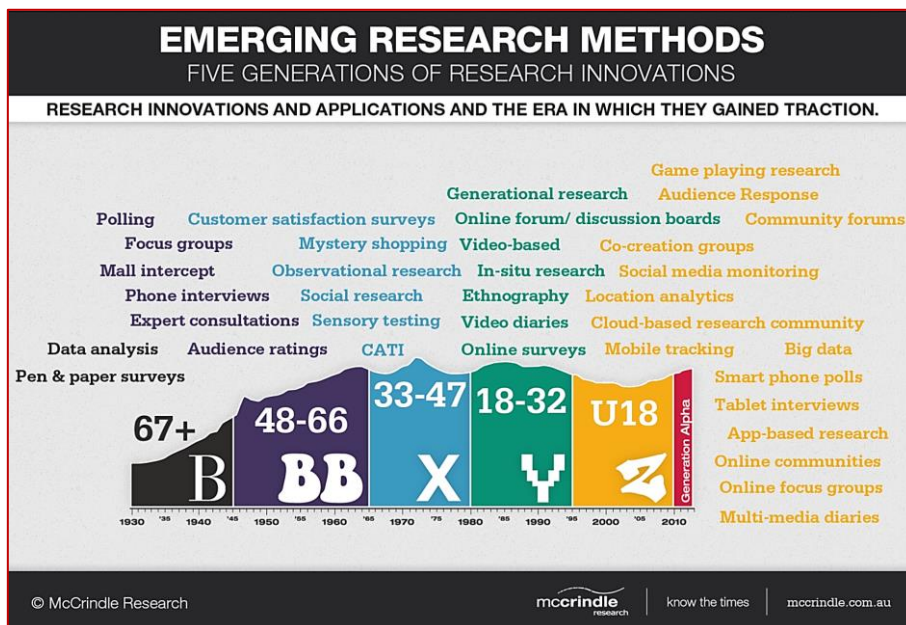 EMERGING RESEARCH METHODS
FIVE GENERATIONS OF RESEARCH INNOVATIONS
RESEARCH INNOVATIONS AND APPLICATIONS AND THE ERA IN WHICH THEY GAINED TRACTION.
Game playing research
Generational research Audience Response
Polling Customer satisfaction surveys Online forum/ discussion boards Community forums
Focus groups Mystery shopping Video-based Co-creation groups
Mall intercept Observational research In-situ research Social media monitoring
Phone interviews Social research Ethnography Location analytics
Expert consultations Sensory testing Video diaries Cloud-based research community
Data analysis Audience ratings CATI Online surveys Mobile tracking Big data
Pen & paper surveys Smart phone polls
67+ 48-66 33-47 18-32 U18
Tablet interviews
App-based research
Online communities
Online focus groups
Multi-media diaries
B BB X Y Z Generation Alpha
1930 '35 1940 '45 1950 '55 1960 '65 1970 '75 1980 '85 1990 '95 2000 '05 2010
© McCrindle Research
mccrindle
research
know the times
mccrindle.com.au